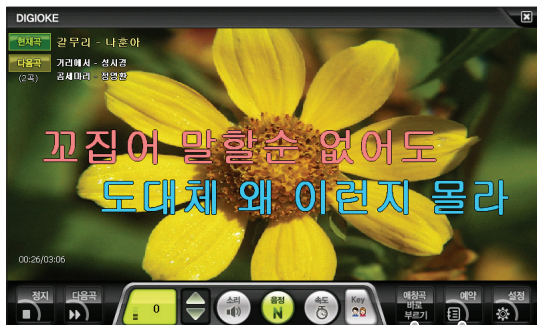 DIGIOKE
현재곡 갈무리 - 나훈아
다음곡 거리에서 - 성시경
(2곡) 곰세마리 - 정영환
꼬집어 말할순 없어도
도대체 왜 이런지 몰라
00:26/03:06
정지 다음곡 0 소리 음정 N 속도 Key 애창곡 바로 부르기 예약 설정